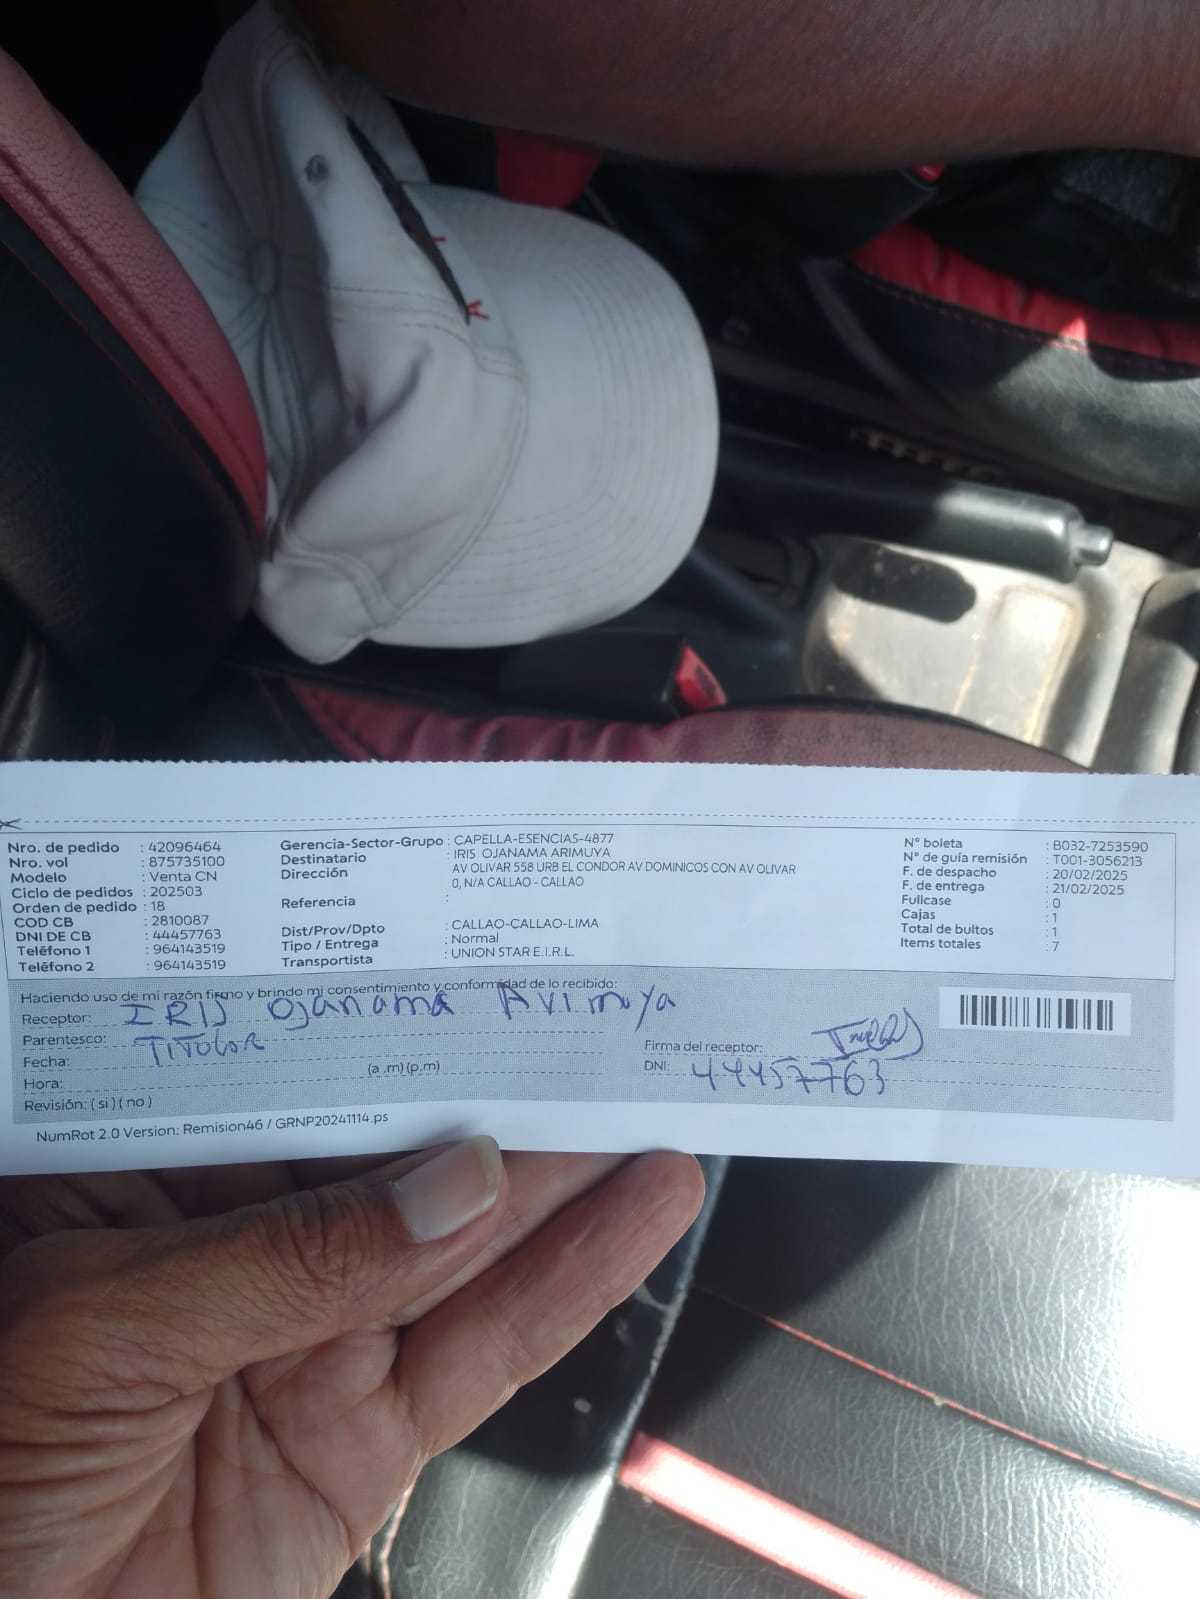 Nro. de pedido : 42096464
Nro. vol : 875735100
Modelo : Venta CN
Ciclo de pedidos : 202503
Orden de pedido : 18
COD CB : 2810087
DNI DE CB : 44457763
Teléfono 1 : 964143519
Teléfono 2 : 964143519
Gerencia-Sector-Grupo : CAPELLA-ESENCIAS-4877
Destinatario : IRIS OJANAMA ARIMUYA
Dirección AV OLIVAR 558 URB EL CONDOR AV DOMINICOS CON AV OLIVAR
0, N/A CALLAO - CALLAO
Referencia :
Dist/Prov/Dpto : CALLAO-CALLAO-LIMA
Tipo / Entrega : Normal
Transportista : UNION STAR E.I.R.L.
N° boleta : B032-7253590
N° de guía remisión : T001-3056213
F. de despacho : 20/02/2025
F. de entrega : 21/02/2025
Fullcase : 0
Cajas : 1
Total de bultos : 1
Items totales : 7
Haciendo uso de mi razón firmo y brindo mi consentimiento y conformidad de lo recibido:
Receptor: IRIS Ojanama Avimuya
Parentesco: TITULAR
Fecha:
Hora: (a .m) (p.m)
Revisión: ( si ) ( no )
Firma del receptor:
DNI: 44457763
NumRot 2.0 Version: Remision46 / GRNP20241114.ps